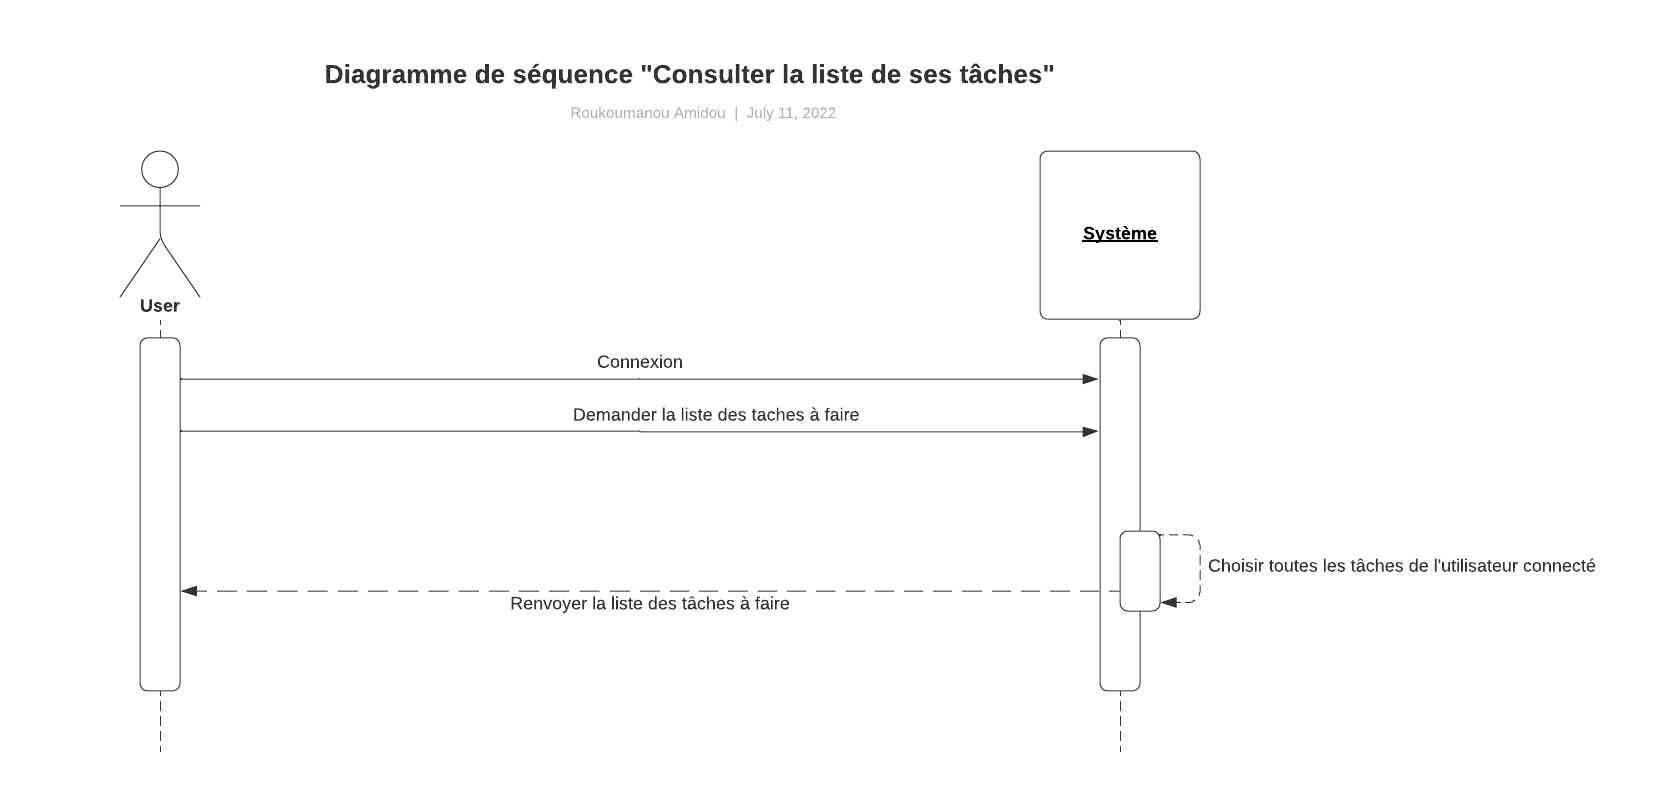 Diagramme de séquence "Consulter la liste de ses tâches"
Roukoumanou Amidou | July 11, 2022
User
Système
Connexion
Demander la liste des taches à faire
Choisir toutes les tâches de l'utilisateur connecté
Renvoyer la liste des tâches à faire